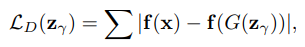 ℒ_D(𝐳_γ) = ∑ |𝐟(𝐱) − 𝐟(G(𝐳_γ))|,